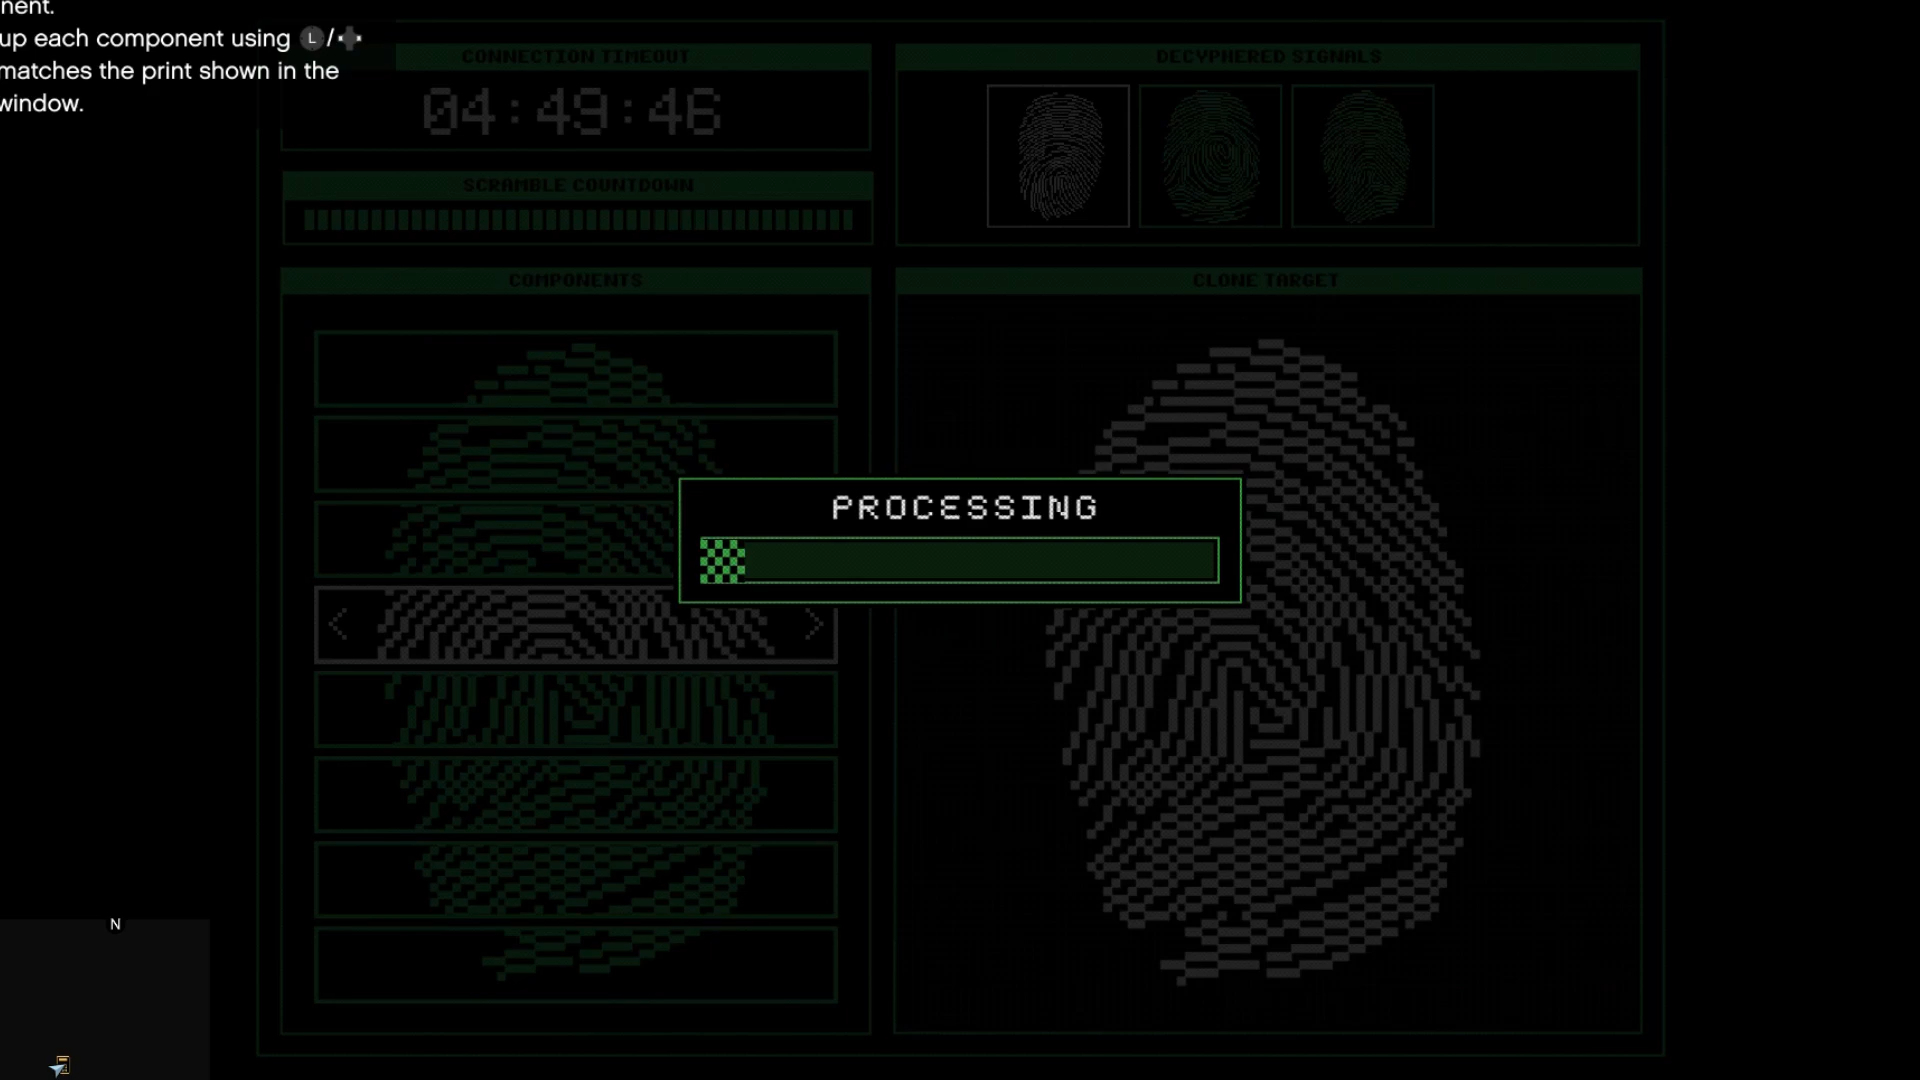 nent.
up each component using L/
matches the print shown in the
window.
CONNECTION TIMEOUT
04:49:46
DECYPHERED SIGNALS
SCRAMBLE COUNTDOWN
COMPONENTS
CLONE TARGET
PROCESSING
N